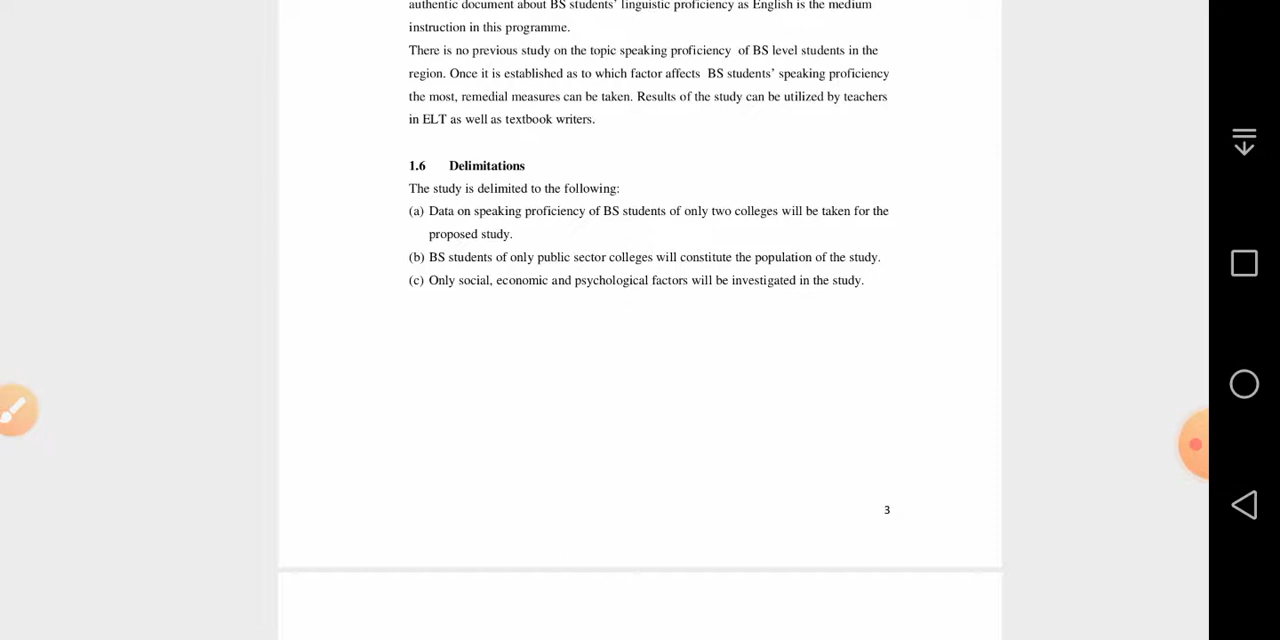 authentic document about BS students' linguistic proficiency as English is the medium
instruction in this programme.
There is no previous study on the topic speaking proficiency of BS level students in the
region. Once it is established as to which factor affects BS students' speaking proficiency
the most, remedial measures can be taken. Results of the study can be utilized by teachers
in ELT as well as textbook writers.
1.6 Delimitations
The study is delimited to the following:
(a) Data on speaking proficiency of BS students of only two colleges will be taken for the
proposed study.
(b) BS students of only public sector colleges will constitute the population of the study.
(c) Only social, economic and psychological factors will be investigated in the study.
3